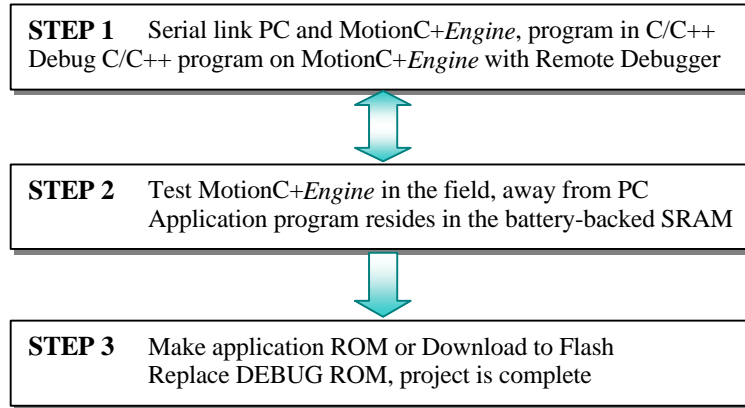 STEP 1 Serial link PC and MotionC+Engine, program in C/C++
Debug C/C++ program on MotionC+Engine with Remote Debugger
STEP 2 Test MotionC+Engine in the field, away from PC
Application program resides in the battery-backed SRAM
STEP 3 Make application ROM or Download to Flash
Replace DEBUG ROM, project is complete